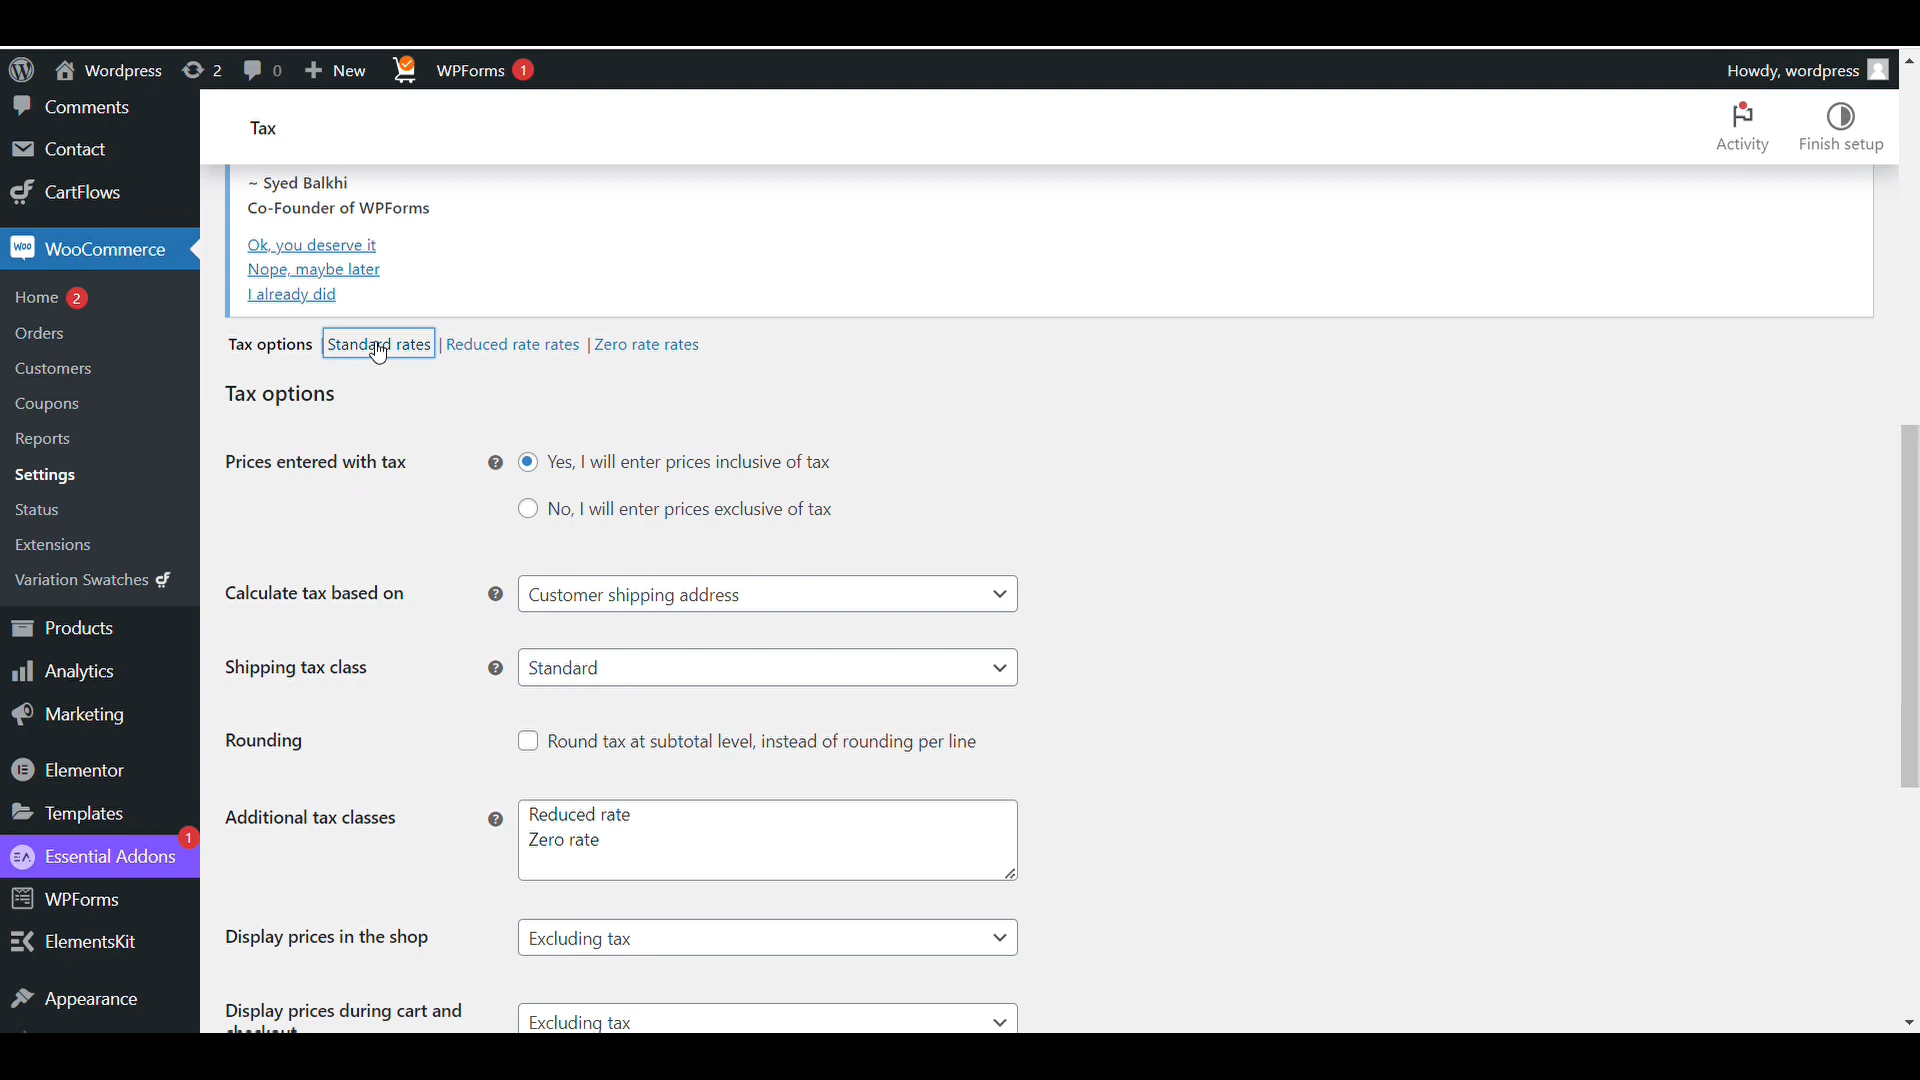 Wordpress 2 0 New WPForms 1 Howdy, wordpress
Comments
Contact
CartFlows
Woo WooCommerce
Home 2
Orders
Customers
Coupons
Reports
Settings
Status
Extensions
Variation Swatches
Products
Analytics
Marketing
Elementor
Templates
1
Essential Addons
WPForms
ElementsKit
Appearance
Tax
Activity
Finish setup
~ Syed Balkhi
Co-Founder of WPForms
Ok, you deserve it
Nope, maybe later
I already did
Tax options | Standard rates | Reduced rate rates | Zero rate rates
Tax options
Prices entered with tax
Yes, I will enter prices inclusive of tax
No, I will enter prices exclusive of tax
Calculate tax based on
Customer shipping address
Shipping tax class
Standard
Rounding
Round tax at subtotal level, instead of rounding per line
Additional tax classes
Reduced rate
Zero rate
Display prices in the shop
Excluding tax
Display prices during cart and
checkout
Excluding tax